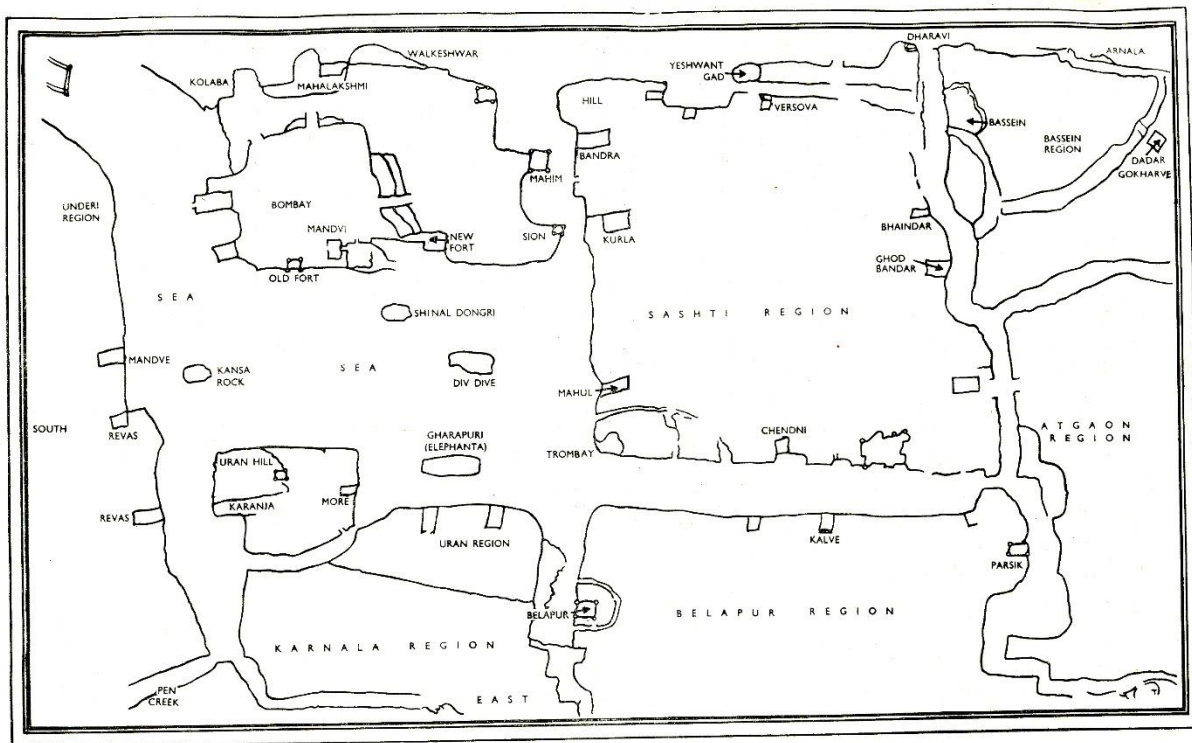 DHARAVI
ARNALA
WALKESHWAR
YESHWANT
GAD
KOLABA
MAHALAKSHMI
HILL
VERSOVA
BASSEIN
BASSEIN
REGION
BANDRA
MAHIM
DADAR
GOKHARVE
UNDERI
REGION
BOMBAY
MANDVI
NEW
FORT
SION
KURLA
BHAINDAR
GHOD
BANDAR
OLD FORT
SEA
SHINAL DONGRI
SASHTI REGION
MANDVE
KANSA
ROCK
SEA
DIV DIVE
MAHUL
SOUTH
REVAS
GHARAPURI
(ELEPHANTA)
CHENDNI
ATGAON
REGION
TROMBAY
URAN HILL
KARANJA
MORE
REVAS
URAN REGION
KALVE
PARSIK
BELAPUR
BELAPUR REGION
KARNALA REGION
PEN
CREEK
EAST